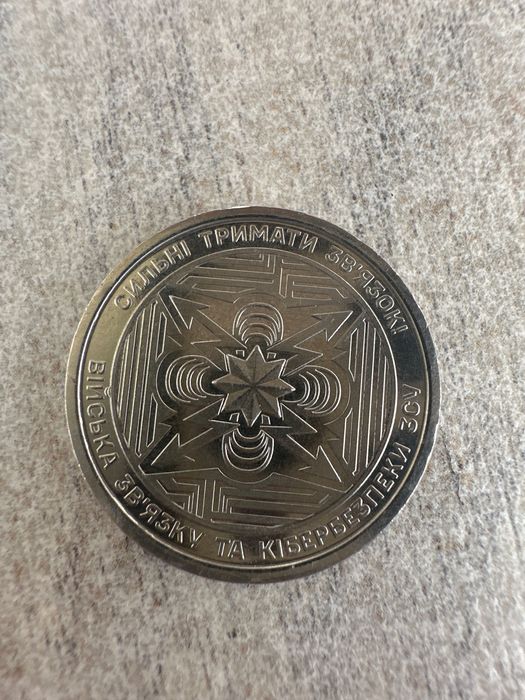 СИЛЬНІ ТРИМАТИ ЗВ'ЯЗОК!
ВІЙСЬКА ЗВ'ЯЗКУ ТА КІБЕРБЕЗПЕКИ ЗСУ